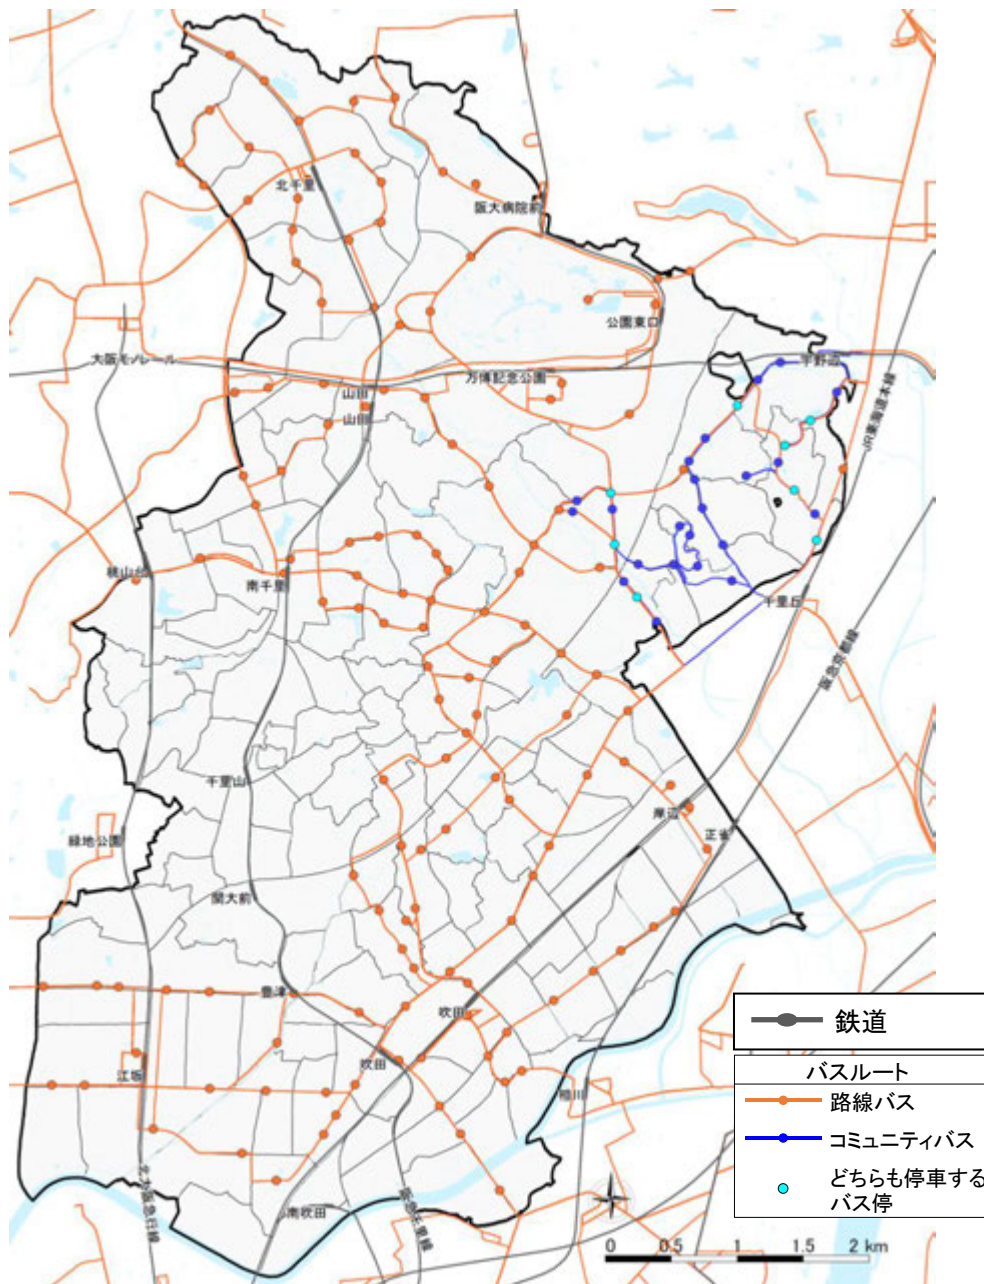 北千里
阪大病院前
公園東口
大阪モノレール
万博記念公園
宇野辺
山田
山田
JR東海道本線
桃山台
南千里
千里丘
阪急京都線
千里山
岸辺
正雀
緑地公園
関大前
豊津
吹田
吹田
江坂
相川
北大阪急行線
阪急千里線
南吹田
鉄道
バスルート
路線バス
コミュニティバス
どちらも停車する
バス停
0 0.5 1 1.5 2 km